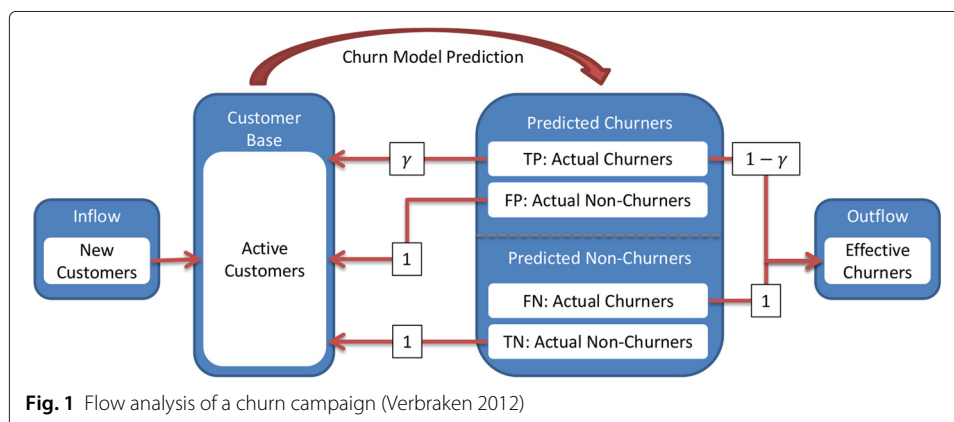 Churn Model Prediction
Customer
Base
Active
Customers
Inflow
New
Customers
Predicted Churners
TP: Actual Churners
FP: Actual Non-Churners
Predicted Non-Churners
FN: Actual Churners
TN: Actual Non-Churners
γ
1
1
1 − γ
1
Outflow
Effective
Churners
Fig. 1 Flow analysis of a churn campaign (Verbraken 2012)